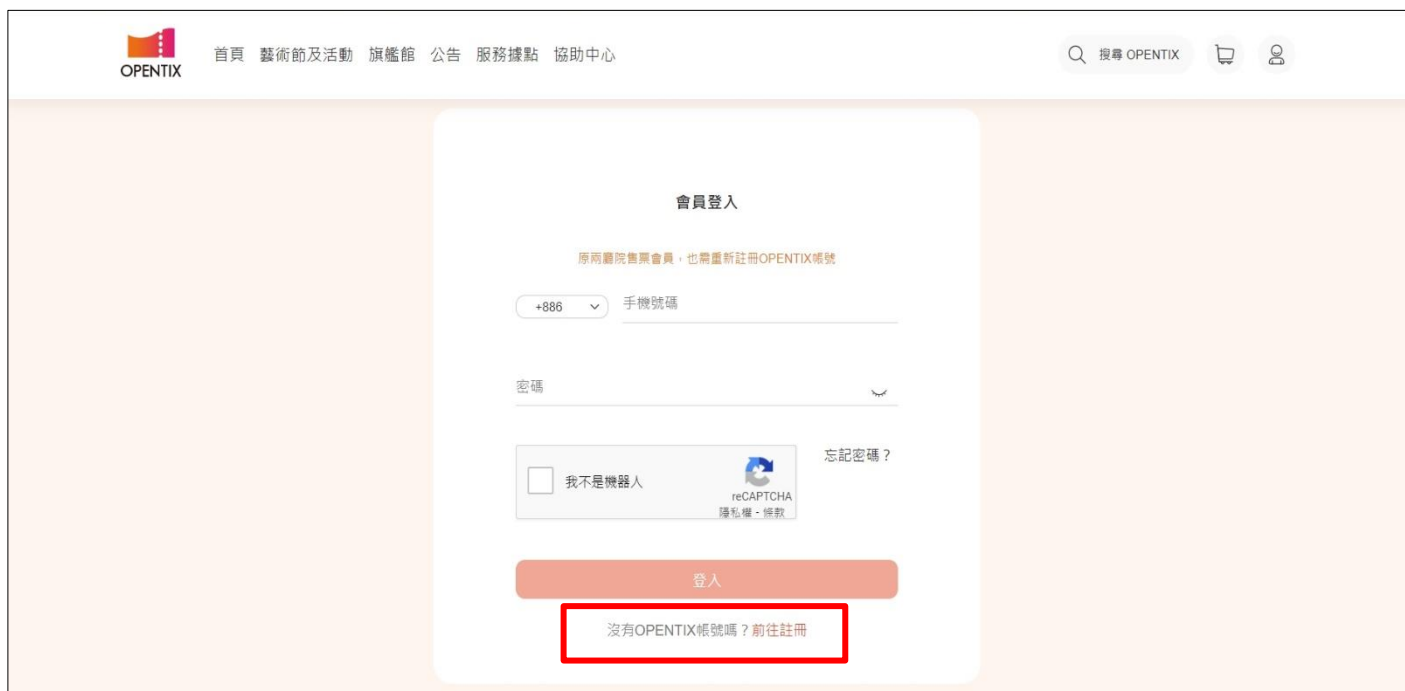 OPENTIX
首頁 藝術節及活動 旗艦館 公告 服務據點 協助中心
搜尋 OPENTIX
會員登入
原兩廳院售票會員，也需重新註冊OPENTIX帳號
+886 手機號碼
密碼
我不是機器人
reCAPTCHA
隱私權 - 條款
忘記密碼？
登入
沒有OPENTIX帳號嗎？前往註冊